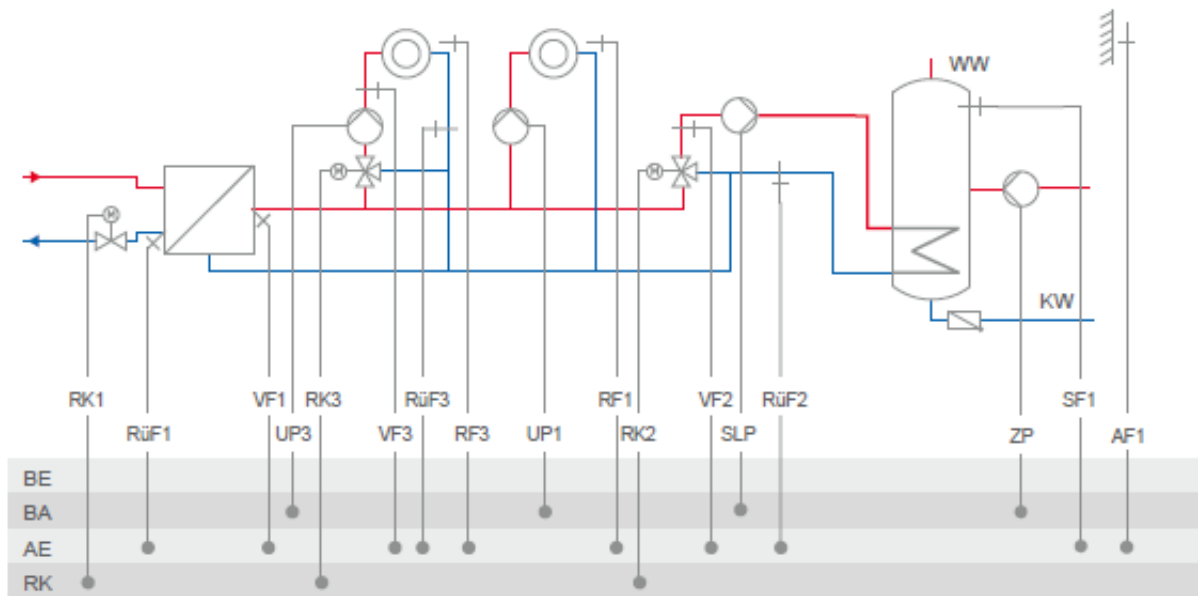 WW
M
M
M
KW
RK1 VF1 RK3 RüF3 RF1 VF2 RüF2 SF1
RüF1 UP3 VF3 RF3 UP1 RK2 SLP ZP AF1
BE
BA
AE
RK